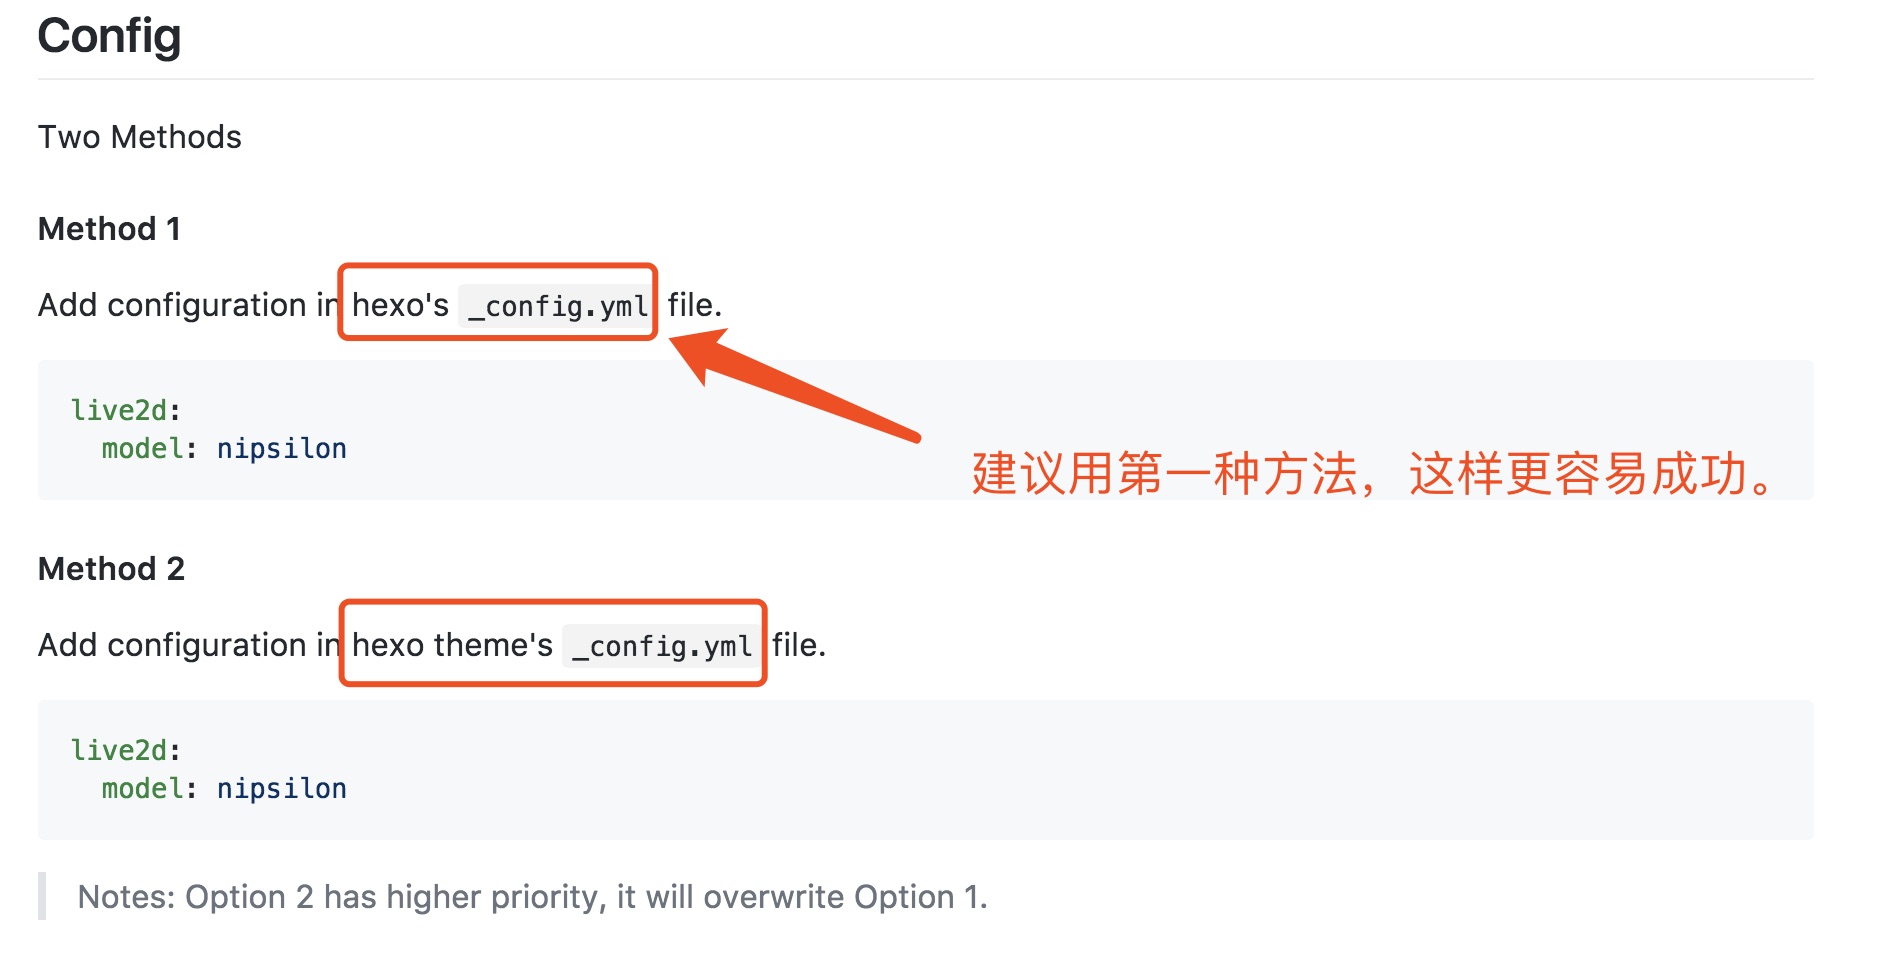 Config
Two Methods
Method 1
Add configuration in hexo's _config.yml file.
live2d:
  model: nipsilon
建议用第一种方法，这样更容易成功。
Method 2
Add configuration in hexo theme's _config.yml file.
live2d:
  model: nipsilon
Notes: Option 2 has higher priority, it will overwrite Option 1.